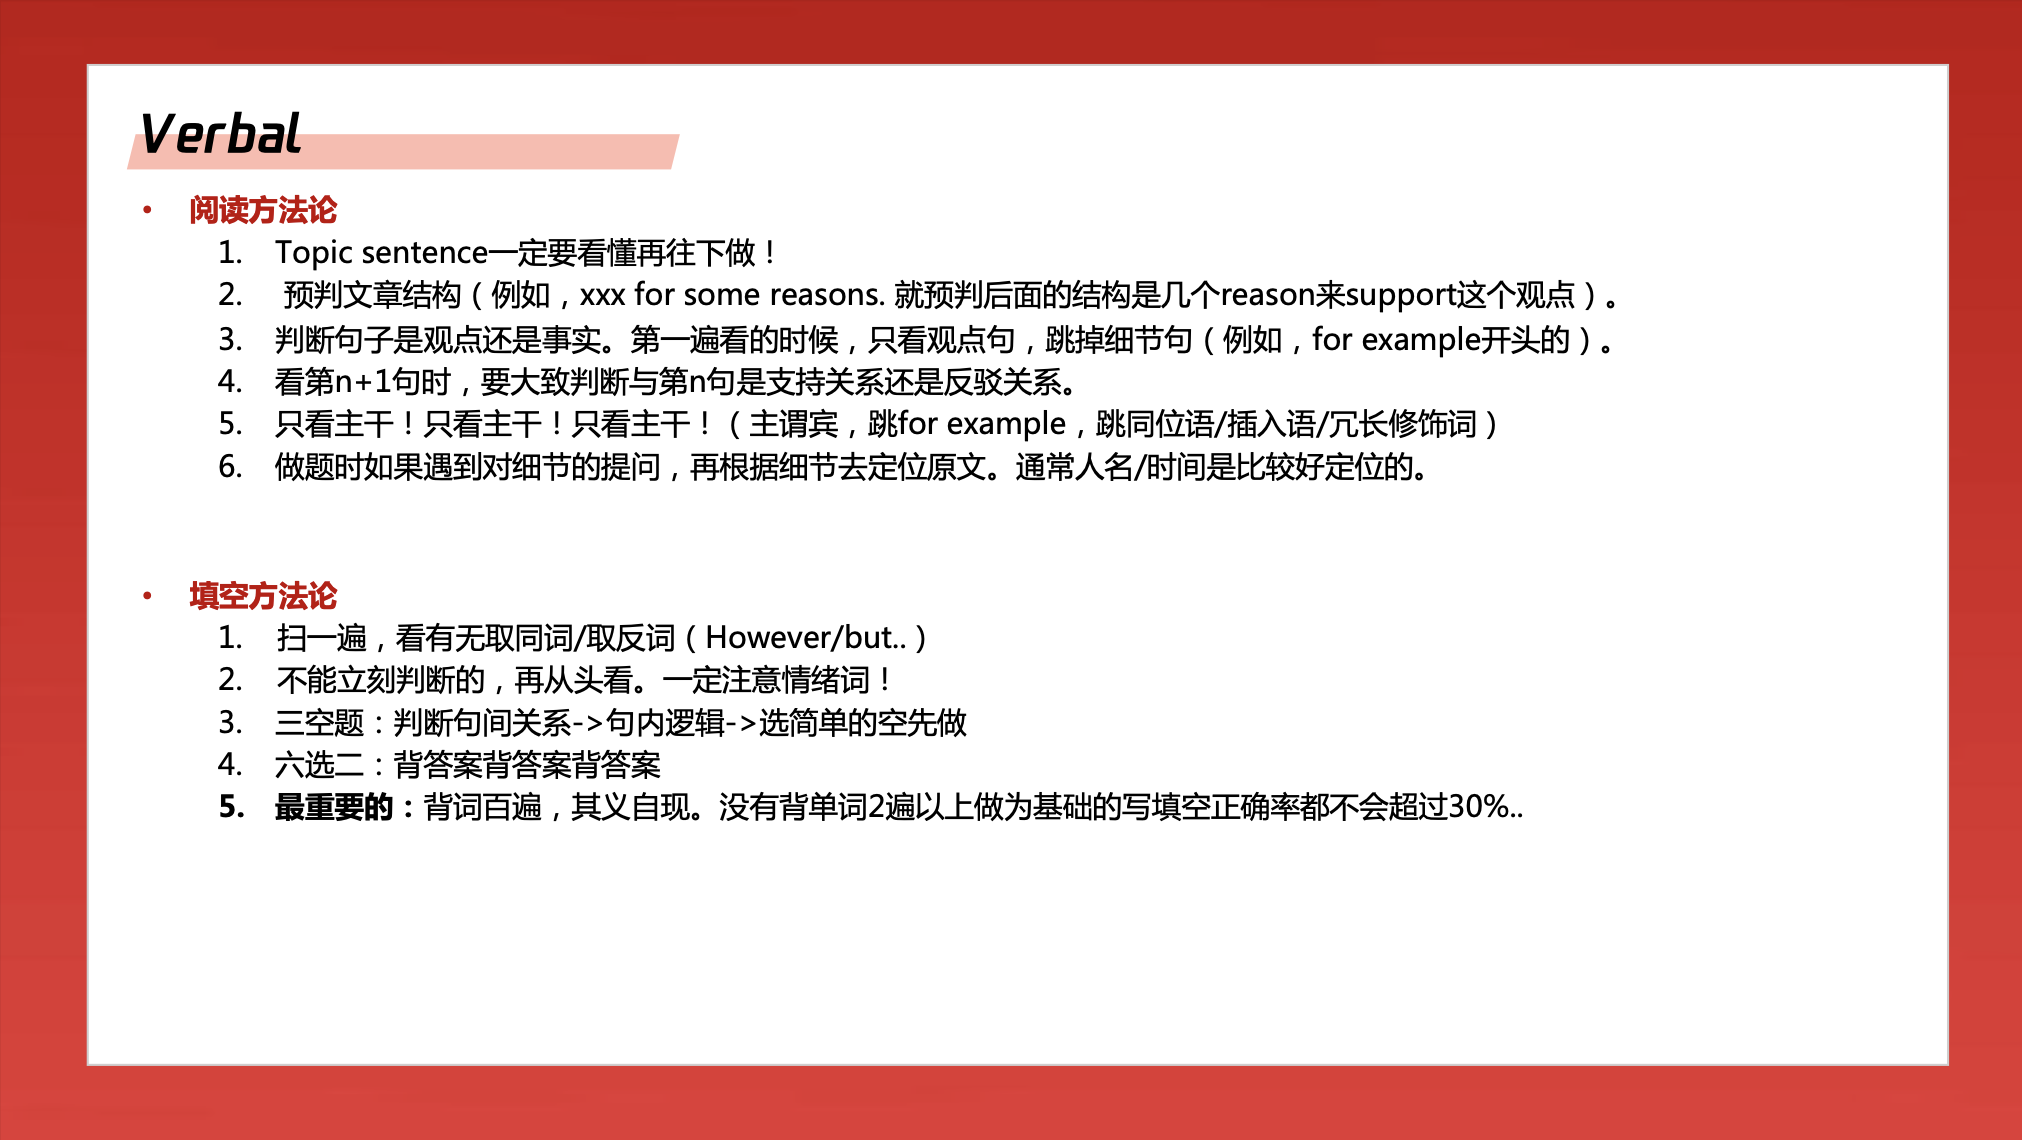 Verbal
• 阅读方法论
1. Topic sentence一定要看懂再往下做！
2. 预判文章结构（例如，xxx for some reasons. 就预判后面的结构是几个reason来support这个观点）。
3. 判断句子是观点还是事实。第一遍看的时候，只看观点句，跳掉细节句（例如，for example开头的）。
4. 看第n+1句时，要大致判断与第n句是支持关系还是反驳关系。
5. 只看主干！只看主干！只看主干！（主谓宾，跳for example，跳同位语/插入语/冗长修饰词）
6. 做题时如果遇到对细节的提问，再根据细节去定位原文。通常人名/时间是比较好定位的。
• 填空方法论
1. 扫一遍，看有无取同词/取反词（However/but..）
2. 不能立刻判断的，再从头看。一定注意情绪词！
3. 三空题：判断句间关系->句内逻辑->选简单的空先做
4. 六选二：背答案背答案背答案
5. 最重要的：背词百遍，其义自现。没有背单词2遍以上做为基础的写填空正确率都不会超过30%..